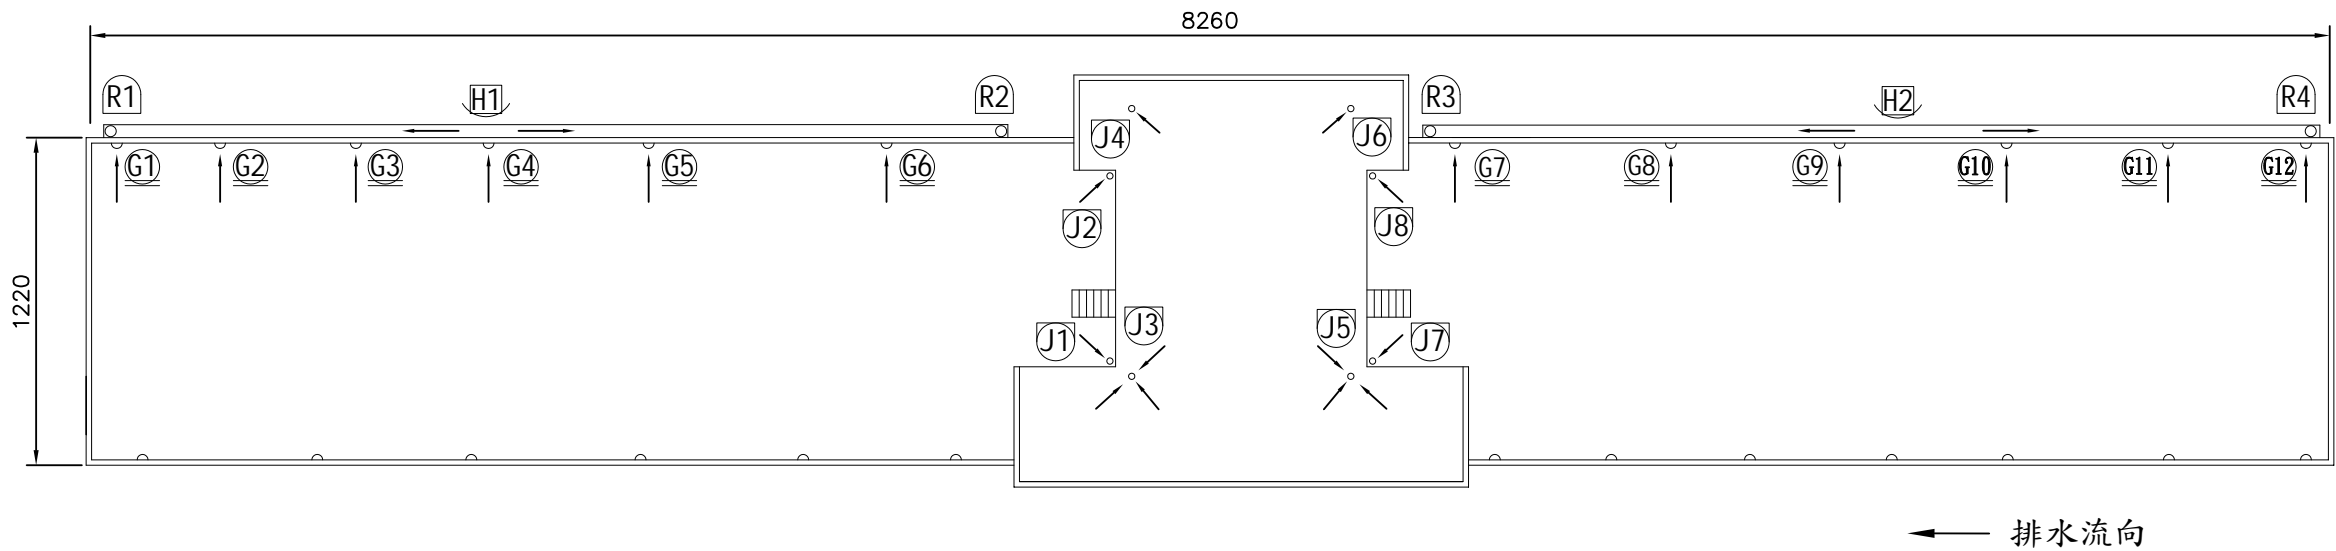 8260
R1 H1 R2 R3 H2 R4
J4 J6
G1 G2 G3 G4 G5 G6 G7 G8 G9 G10 G11 G12
J2 J8
1220
J1 J3 J5 J7
排水流向